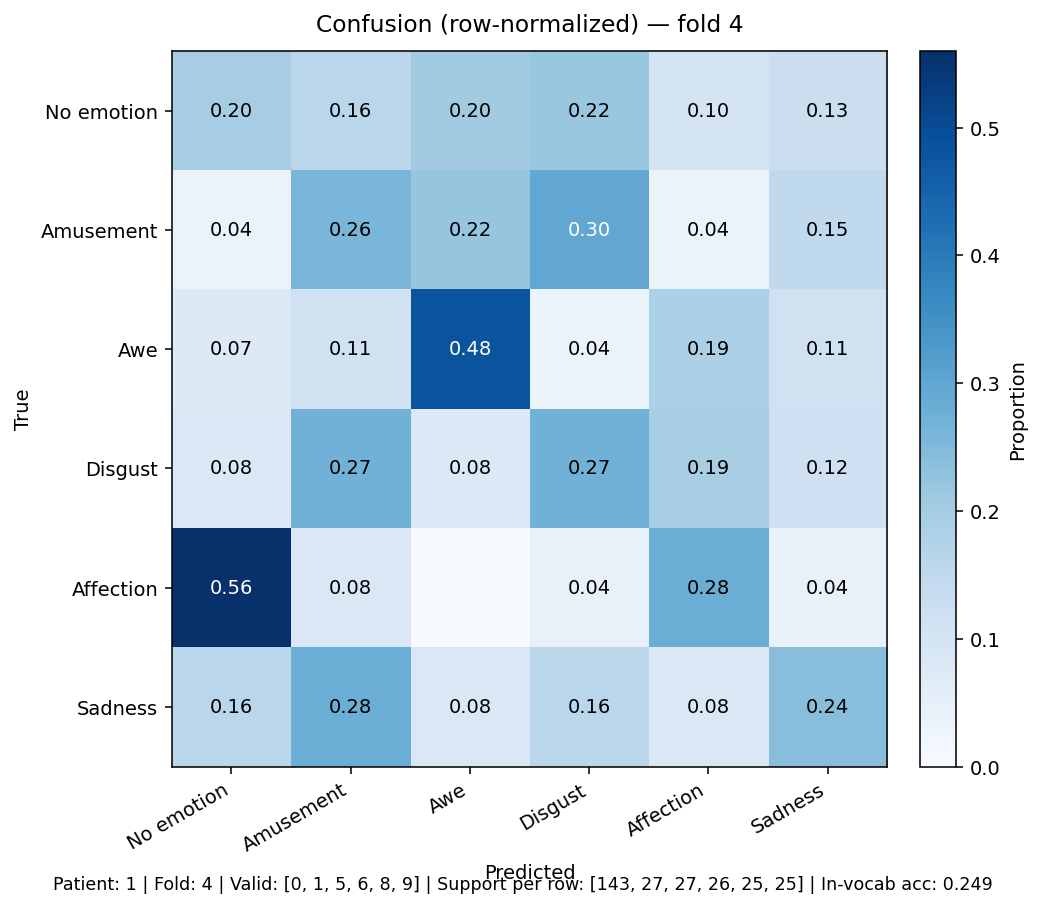 Confusion (row-normalized) — fold 4
No emotion 0.20 0.16 0.20 0.22 0.10 0.13
Amusement 0.04 0.26 0.22 0.30 0.04 0.15
Awe 0.07 0.11 0.48 0.04 0.19 0.11
Disgust 0.08 0.27 0.08 0.27 0.19 0.12
Affection 0.56 0.08 0.04 0.28 0.04
Sadness 0.16 0.28 0.08 0.16 0.08 0.24
True
No emotion Amusement Awe Disgust Affection Sadness
Predicted
0.5
0.4
0.3
0.2
0.1
0.0
Proportion
Patient: 1 | Fold: 4 | Valid: [0, 1, 5, 6, 8, 9] | Support per row: [143, 27, 27, 26, 25, 25] | In-vocab acc: 0.249